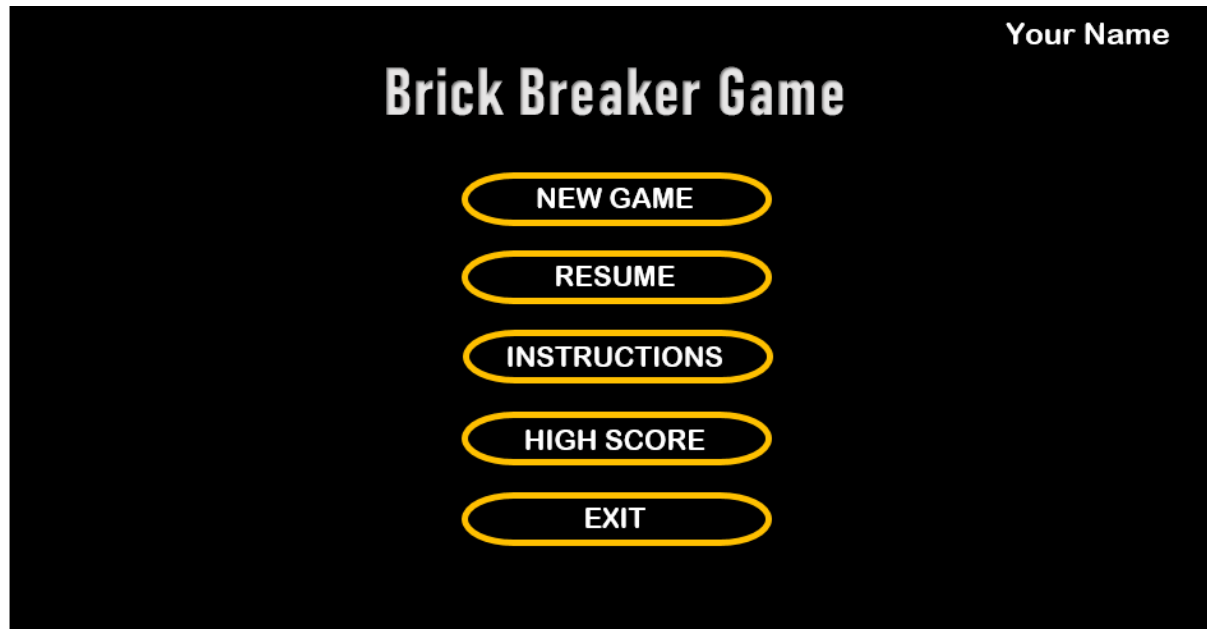 Your Name
Brick Breaker Game
NEW GAME
RESUME
INSTRUCTIONS
HIGH SCORE
EXIT